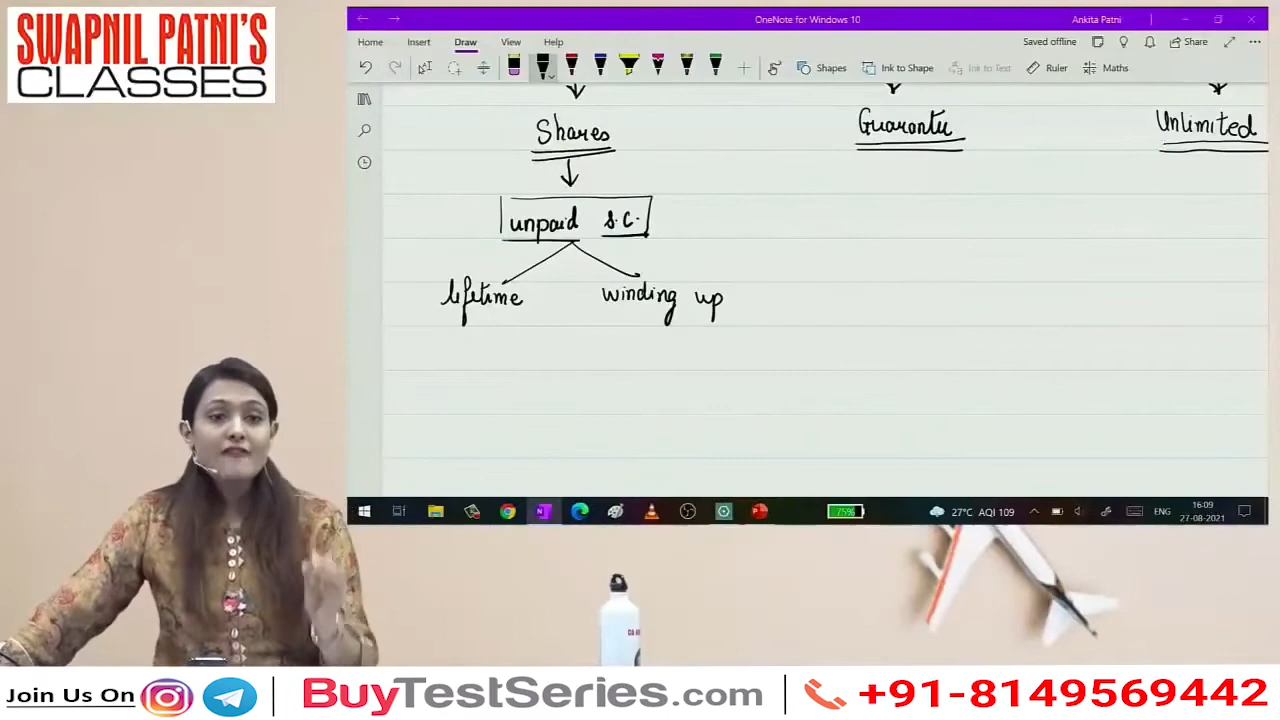 SWAPNIL PATNI'S
CLASSES
OneNote for Windows 10
Ankita Patni
Home Insert Draw View Help
Saved offline
Share
Shapes
Ink to Shape
Ink to Text
Ruler
Maths
Shares
Guarantee
Unlimited
unpaid s.c.
lifetime
winding up
75%
27°C AQI 109
ENG
16:09
27-08-2021
Join Us On
BuyTestSeries.com
+91-8149569442